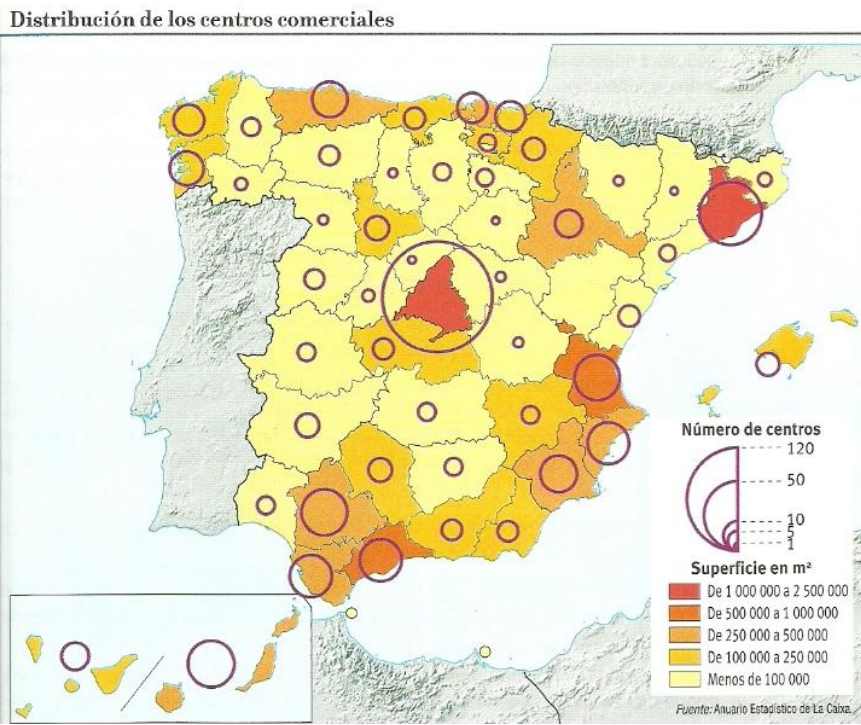 Distribución de los centros comerciales
Número de centros
120
50
10
5
1
Superficie en m²
De 1 000 000 a 2 500 000
De 500 000 a 1 000 000
De 250 000 a 500 000
De 100 000 a 250 000
Menos de 100 000
Fuente: Anuario Estadístico de La Caixa.